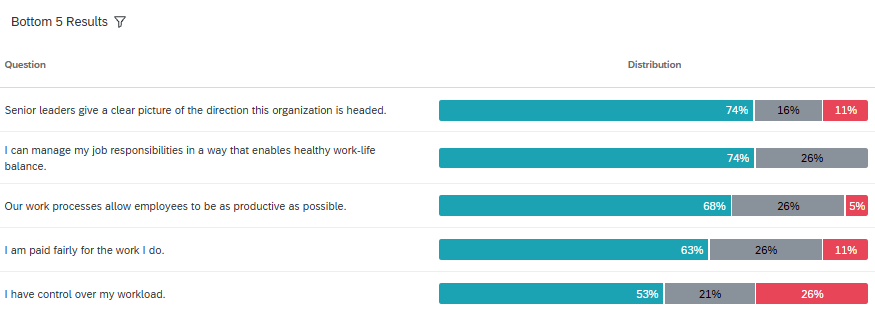 Bottom 5 Results
Question Distribution
Senior leaders give a clear picture of the direction this organization is headed. 74% 16% 11%
I can manage my job responsibilities in a way that enables healthy work-life
balance. 74% 26%
Our work processes allow employees to be as productive as possible. 68% 26% 5%
I am paid fairly for the work I do. 63% 26% 11%
I have control over my workload. 53% 21% 26%